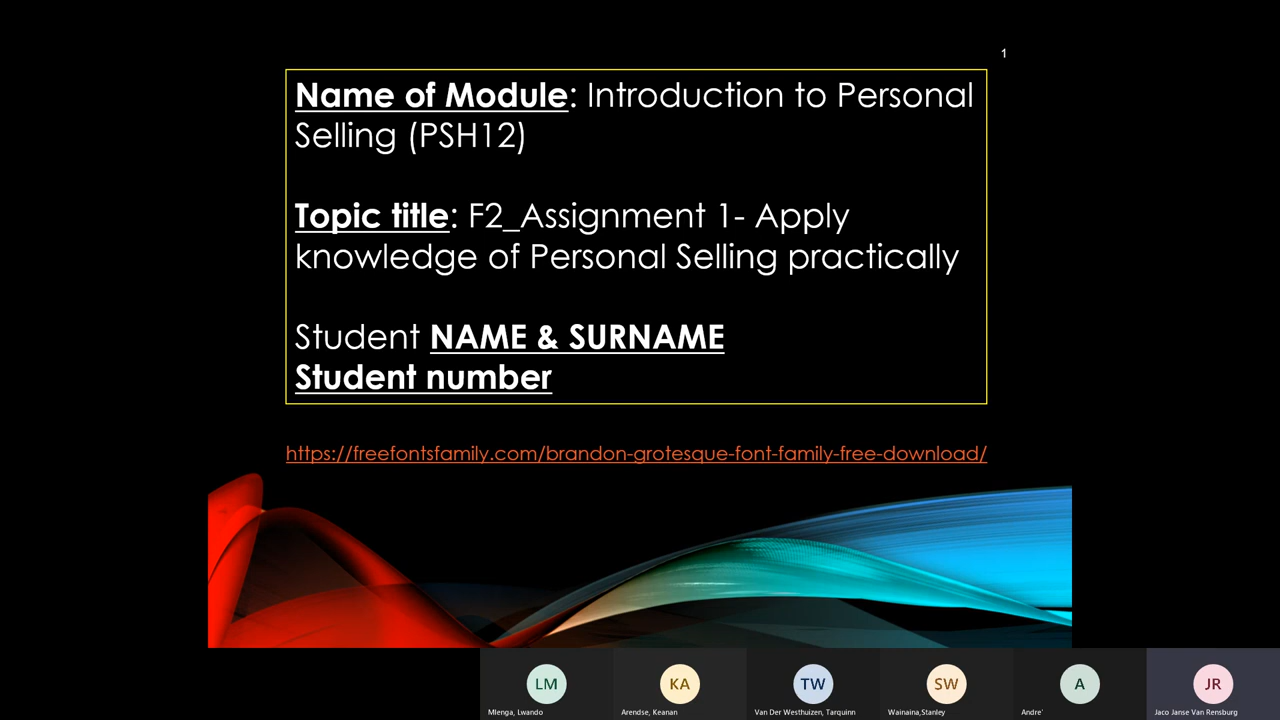 1
Name of Module: Introduction to Personal
Selling (PSH12)
Topic title: F2_Assignment 1- Apply
knowledge of Personal Selling practically
Student NAME & SURNAME
Student number
https://freefontsfamily.com/brandon-grotesque-font-family-free-download/
LM
KA
TW
SW
A
JR
Mlenga, Lwando
Arendse, Keanan
Van Der Westhuizen, Tarquinn
Wainaina,Stanley
Andre'
Jaco Janse Van Rensburg